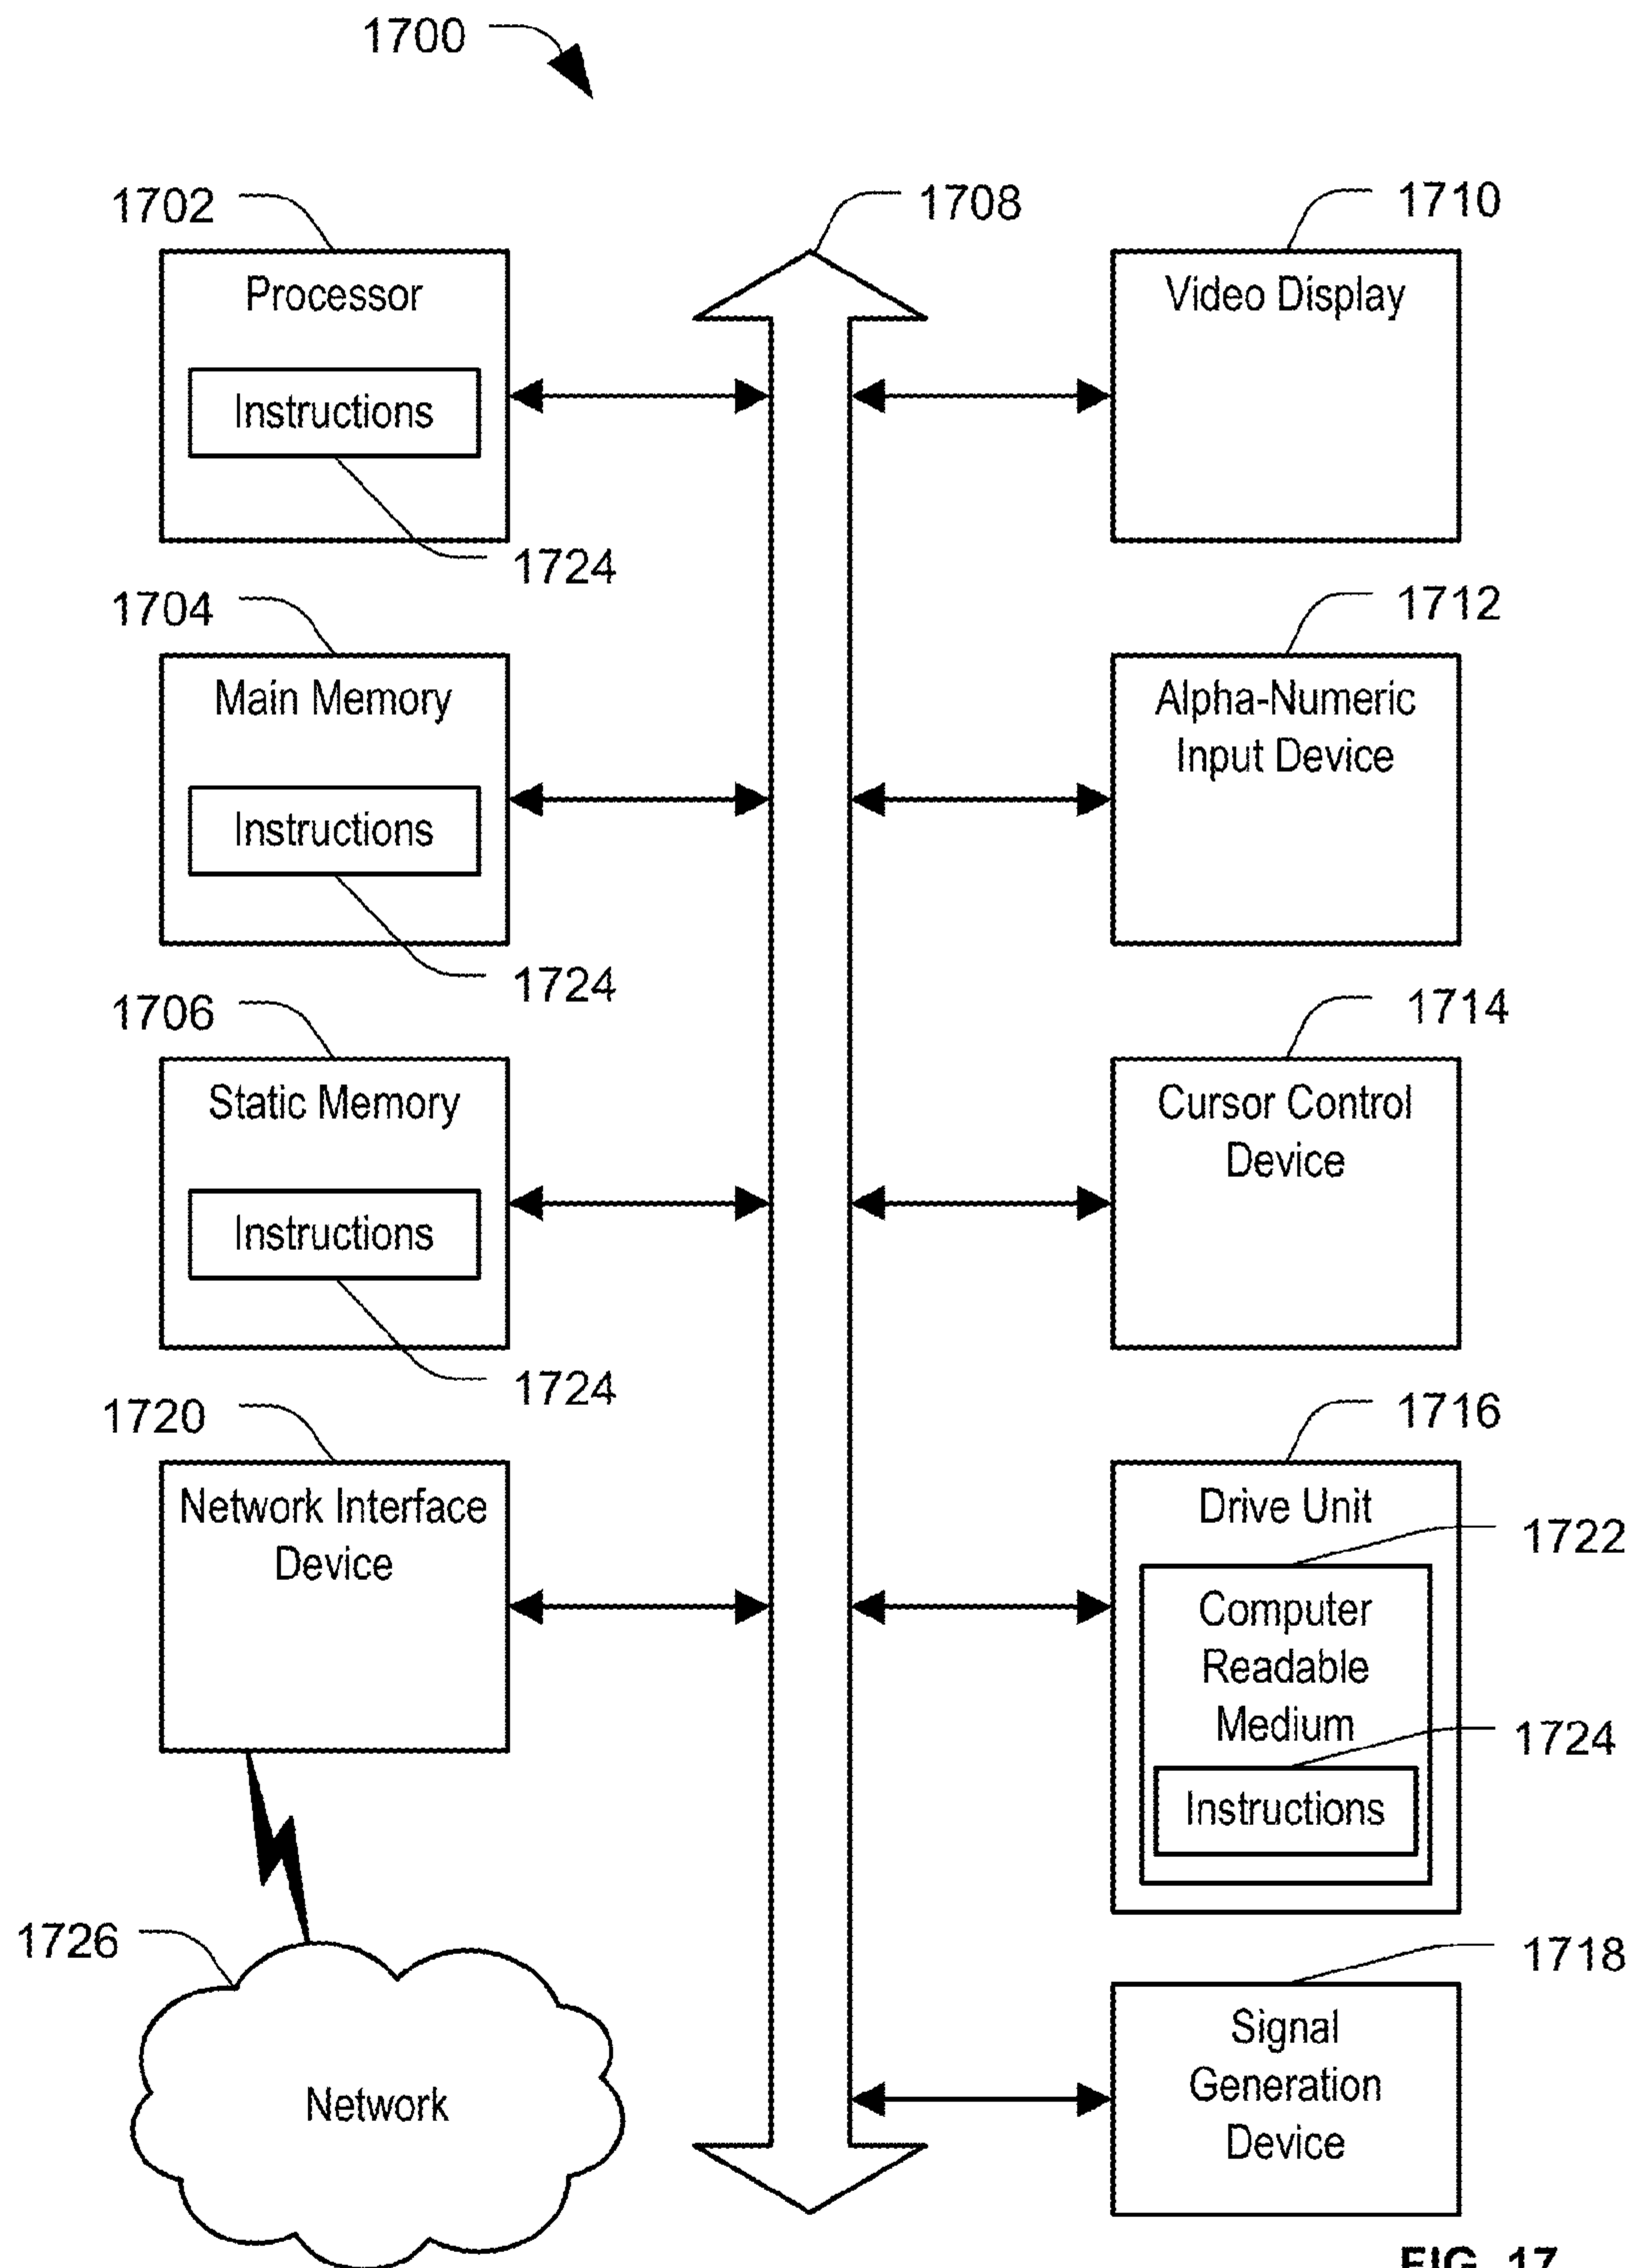 1700
1702
1708
1710
Processor
Instructions
1724
Video Display
1704
Main Memory
Instructions
1724
1712
Alpha-Numeric
Input Device
1706
Static Memory
Instructions
1724
1714
Cursor Control
Device
1720
Network Interface
Device
1716
Drive Unit
1722
Computer
Readable
Medium
1724
Instructions
1726
Network
1718
Signal
Generation
Device
FIG. 17